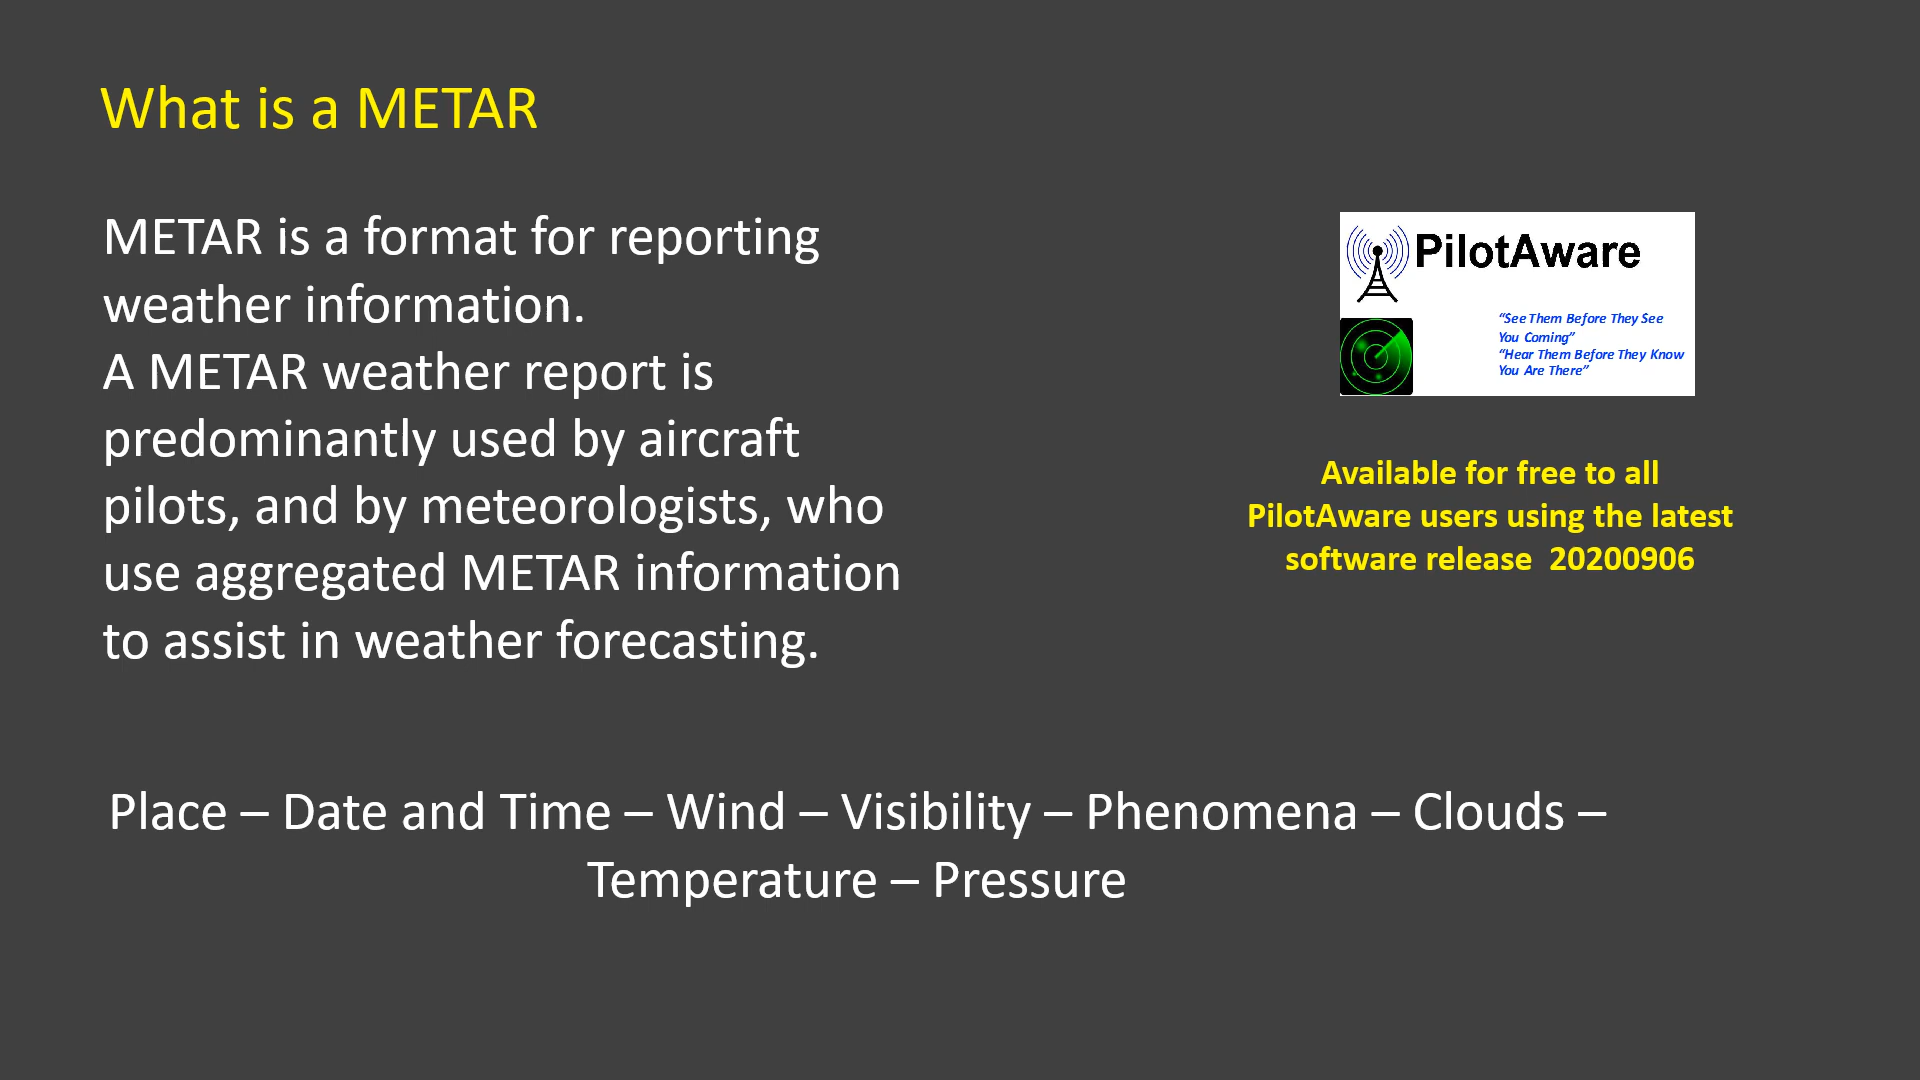 What is a METAR
METAR is a format for reporting
weather information.
A METAR weather report is
predominantly used by aircraft
pilots, and by meteorologists, who
use aggregated METAR information
to assist in weather forecasting.
PilotAware
“See Them Before They See
You Coming”
“Hear Them Before They Know
You Are There”
Available for free to all
PilotAware users using the latest
software release  20200906
Place – Date and Time – Wind – Visibility – Phenomena – Clouds –
Temperature – Pressure